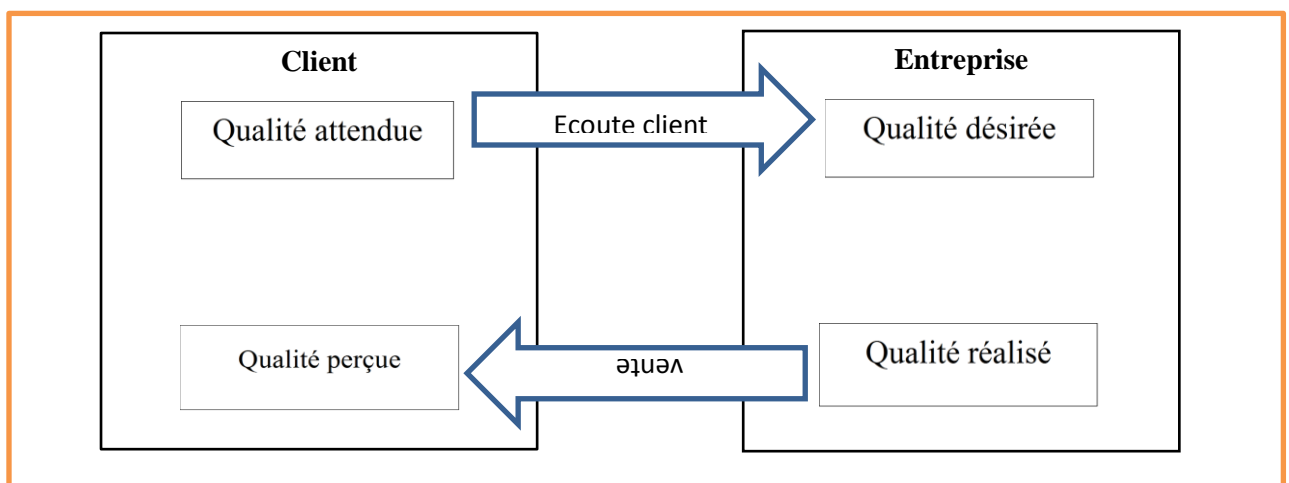 Client
Entreprise
Qualité attendue
Ecoute client
Qualité désirée
Qualité perçue
vente
Qualité réalisé